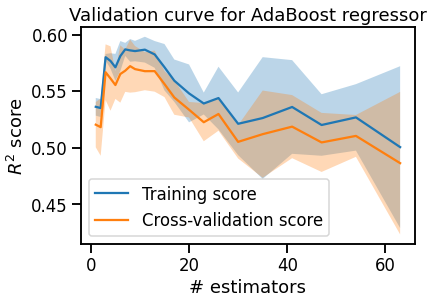 Validation curve for AdaBoost regressor
0.60
0.55
0.50
0.45
R² score
Training score
Cross-validation score
0 20 40 60
# estimators